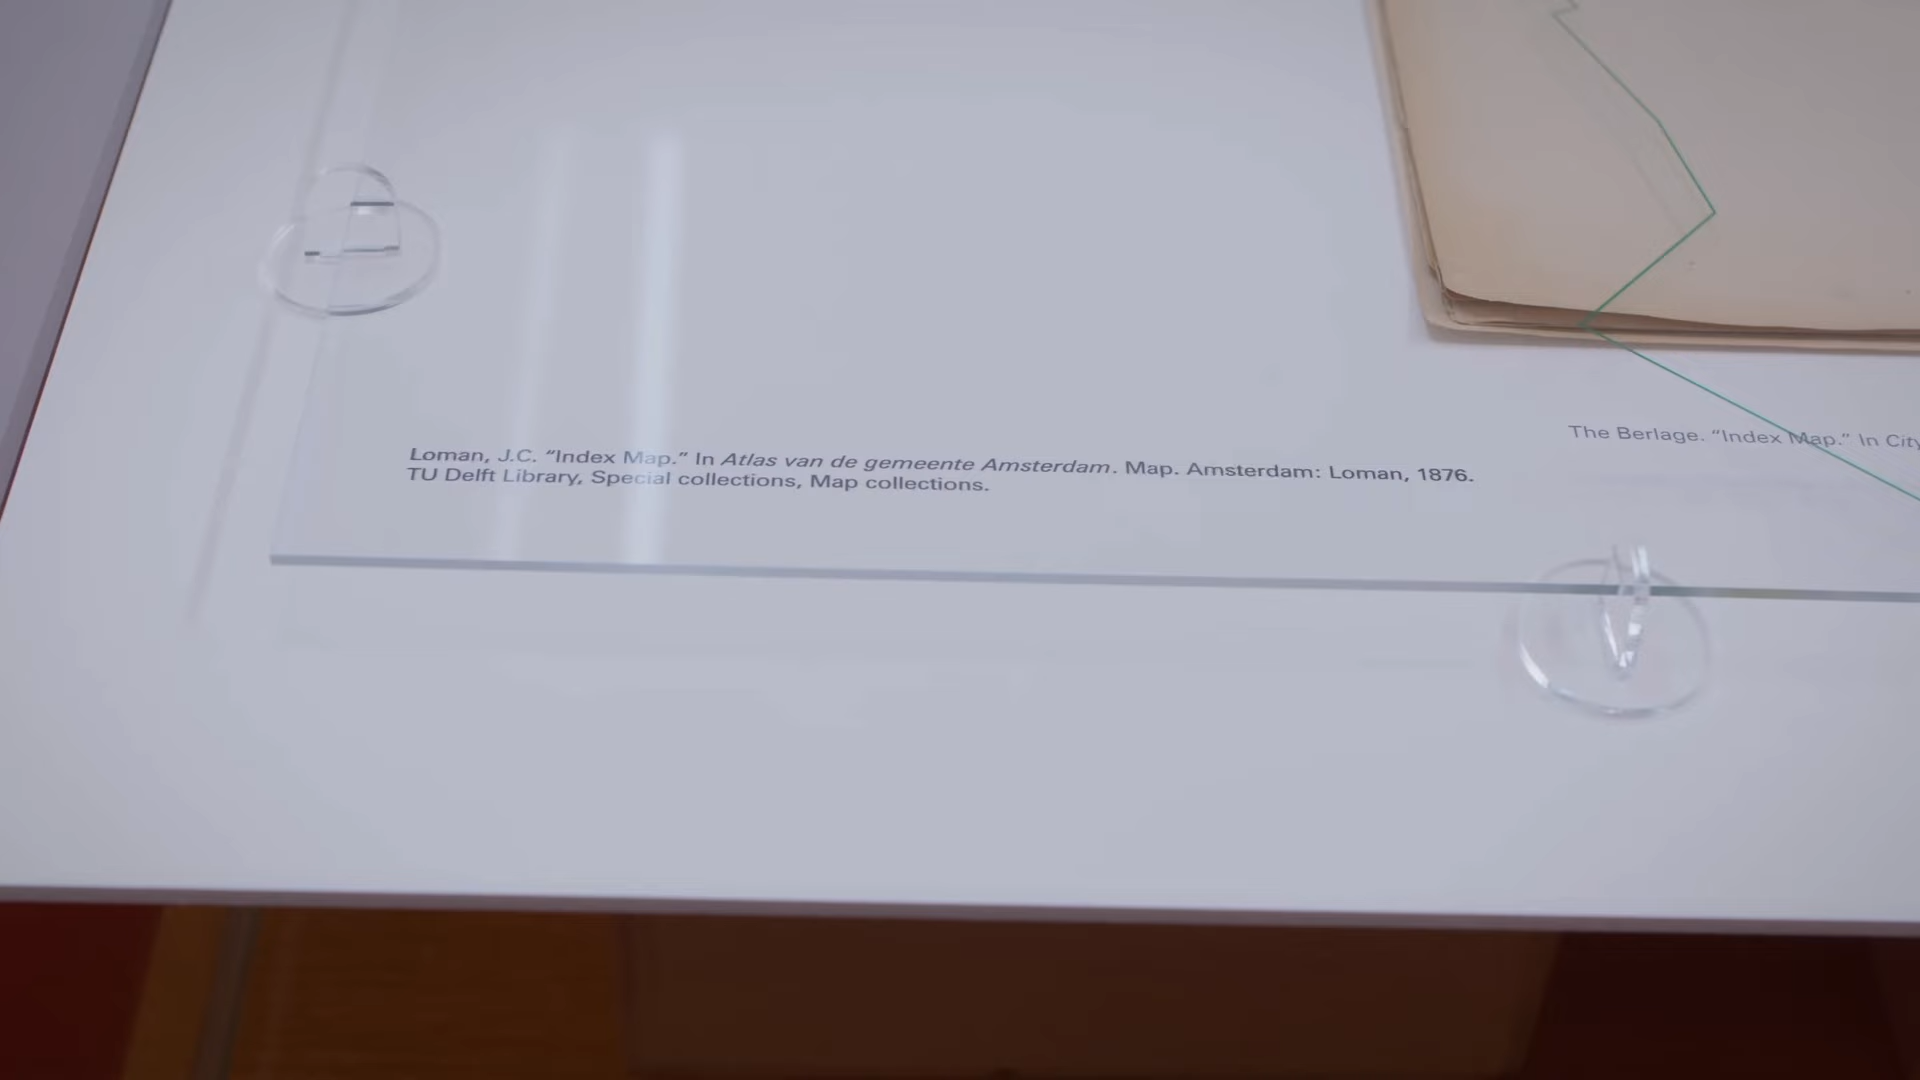 Loman, J.C. “Index Map.” In Atlas van de gemeente Amsterdam. Map. Amsterdam: Loman, 1876.
TU Delft Library, Special collections, Map collections.
The Berlage. “Index Map.” In City